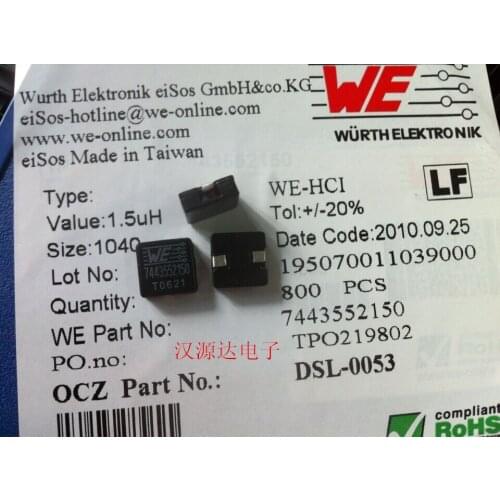 Wurth Elektronik eiSos GmbH&co.KG
eiSos-hotline@we-online.com
www.we-online.com
eiSos Made in Taiwan
WE
WÜRTH ELEKTRONIK
7443552150
Type: WE-HCI
LF
Value: 1.5uH Tol:+/-20%
Size: 1040 Date Code: 2010.09.25
Lot No: 195070011039000
Quantity: 800 PCS
WE Part No: 7443552150
PO.no: TPO219802
OCZ Part No.: DSL-0053
WE
7443552150
T0621
汉源达电子
compliant
RoHS